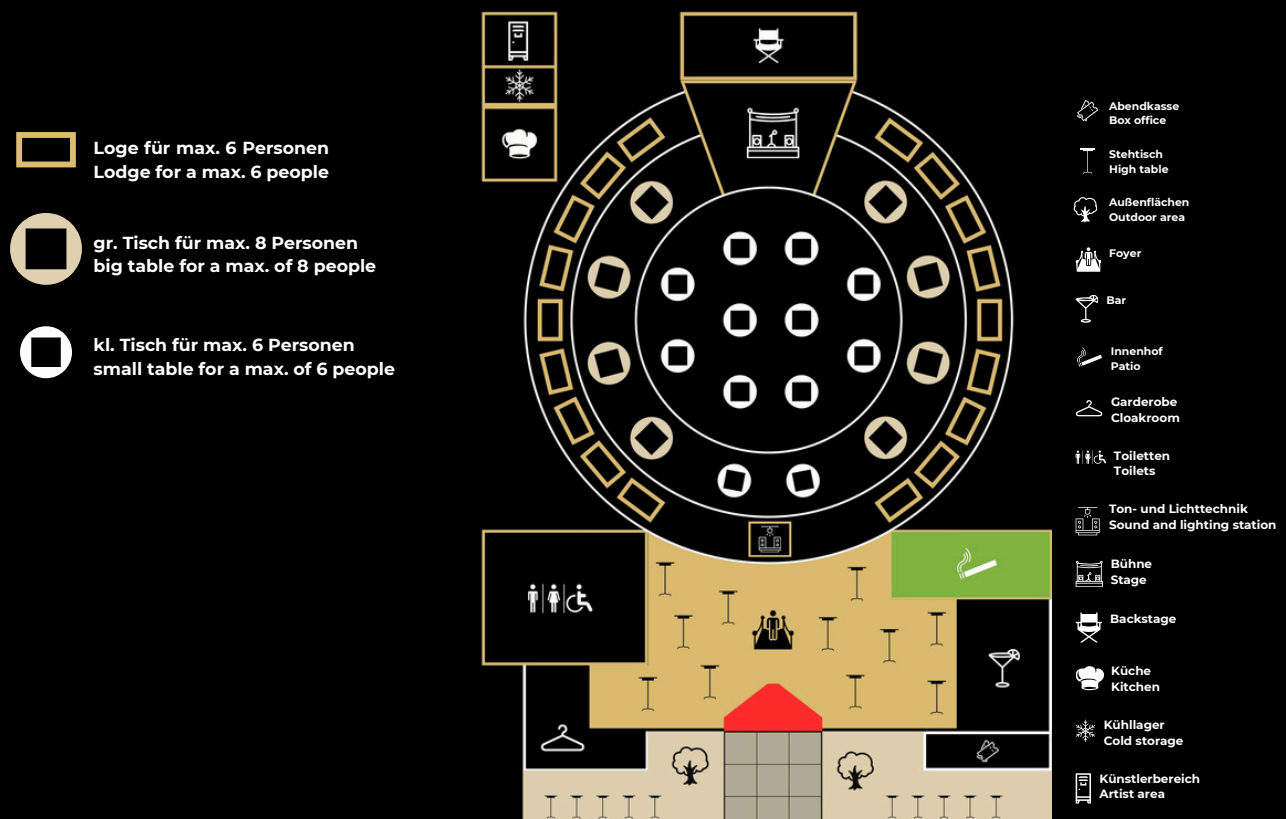 Loge für max. 6 Personen
Lodge for a max. 6 people
gr. Tisch für max. 8 Personen
big table for a max. of 8 people
kl. Tisch für max. 6 Personen
small table for a max. of 6 people
Abendkasse
Box office
Stehtisch
High table
Außenflächen
Outdoor area
Foyer
Bar
Innenhof
Patio
Garderobe
Cloakroom
Toiletten
Toilets
Ton- und Lichttechnik
Sound and lighting station
Bühne
Stage
Backstage
Küche
Kitchen
Kühllager
Cold storage
Künstlerbereich
Artist area